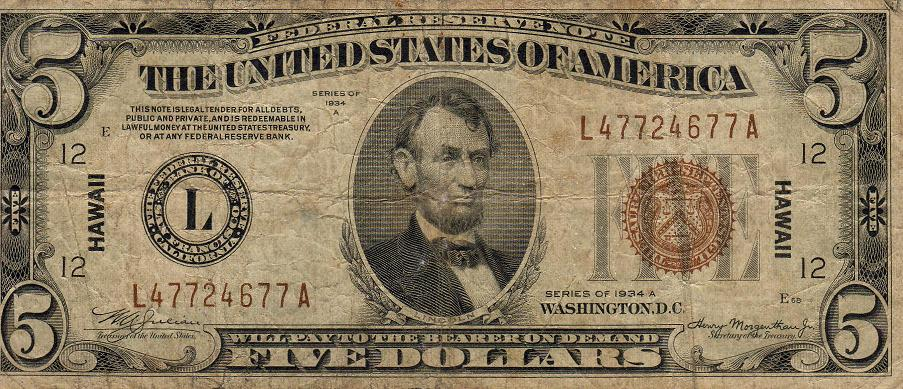 FEDERAL RESERVE NOTE
THE UNITED STATES OF AMERICA
5
5
SERIES OF
1934
A
THIS NOTE IS LEGAL TENDER FOR ALL DEBTS,
PUBLIC AND PRIVATE, AND IS REDEEMABLE IN
LAWFUL MONEY AT THE UNITED STATES TREASURY,
OR AT ANY FEDERAL RESERVE BANK.
E
L47724677A
12
12
HAWAII
HAWAII
FIVE
FIVE
FEDERAL RESERVE
BANK OF
SAN FRANCISCO
CALIFORNIA
L
12
12
L47724677A
SERIES OF 1934 A
WASHINGTON, D.C.
E 68
LINCOLN
W.A. Julian
Treasurer of the United States.
Henry Morgenthau Jr.
Secretary of the Treasury.
5
5
WILL PAY TO THE BEARER ON DEMAND
FIVE DOLLARS